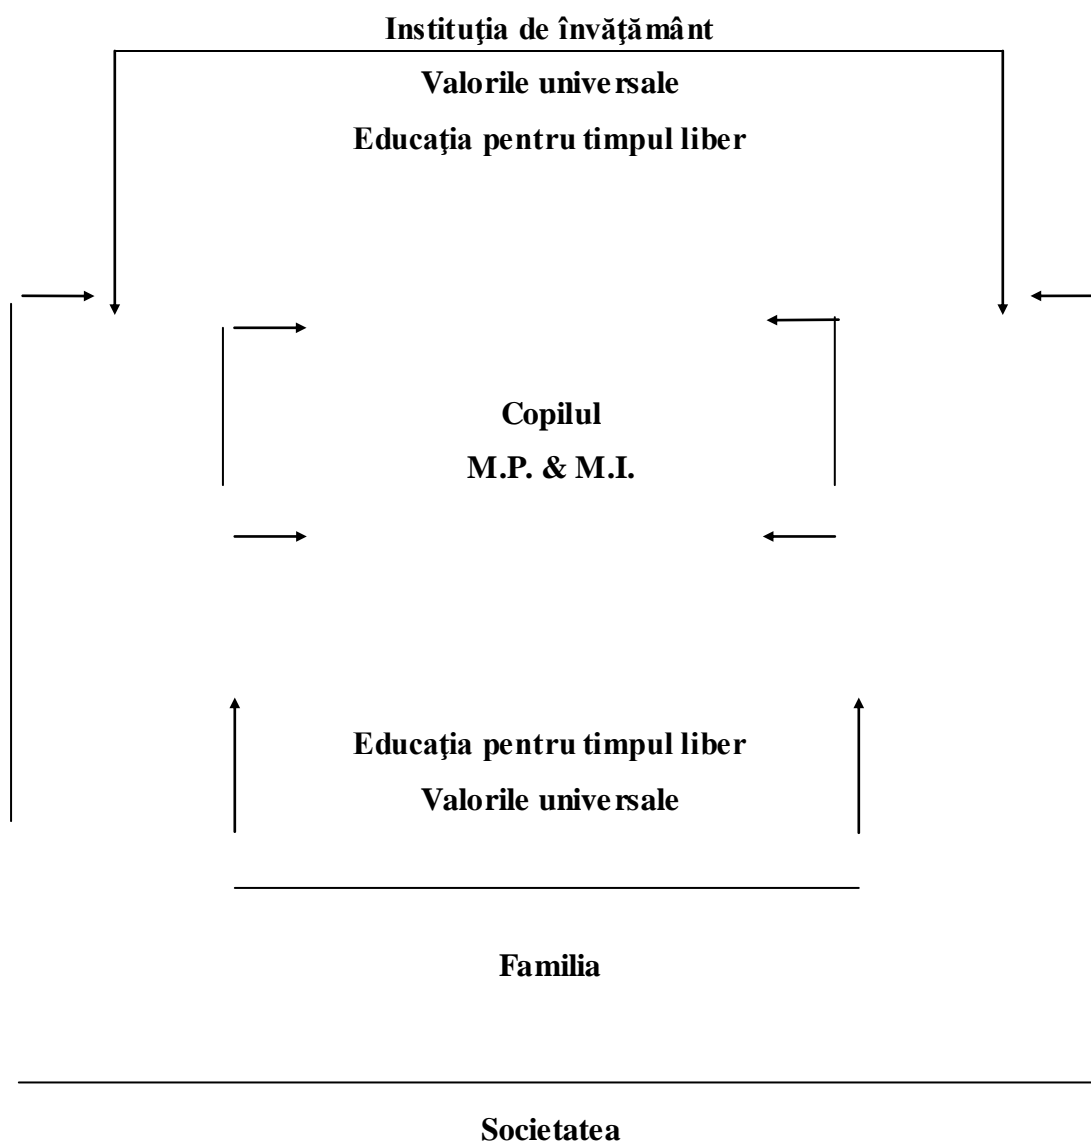 Instituţia de învăţământ
Valorile universale
Educaţia pentru timpul liber
Copilul
M.P. & M.I.
Educaţia pentru timpul liber
Valorile universale
Familia
Societatea